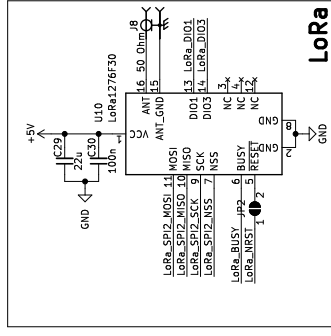 LoRa
+5V
C29
22u
C30
100n
GND
U10
LoRa1276F30
J8
50 Ohm
1
VCC
ANT 16
ANT_GND 15
LoRa_SPI2_MOSI 11 MOSI
LoRa_SPI2_MISO 10 MISO
LoRa_SPI2_SCK 9 SCK
LoRa_SPI2_NSS 7 NSS
DIO1 13 LoRa_DIO1
DIO3 14 LoRa_DIO3
LoRa_BUSY 6 BUSY
LoRa_NRST 5 RESET
JP2
1 2
NC 3
NC 4
NC 12
GND 2
GND 8
GND